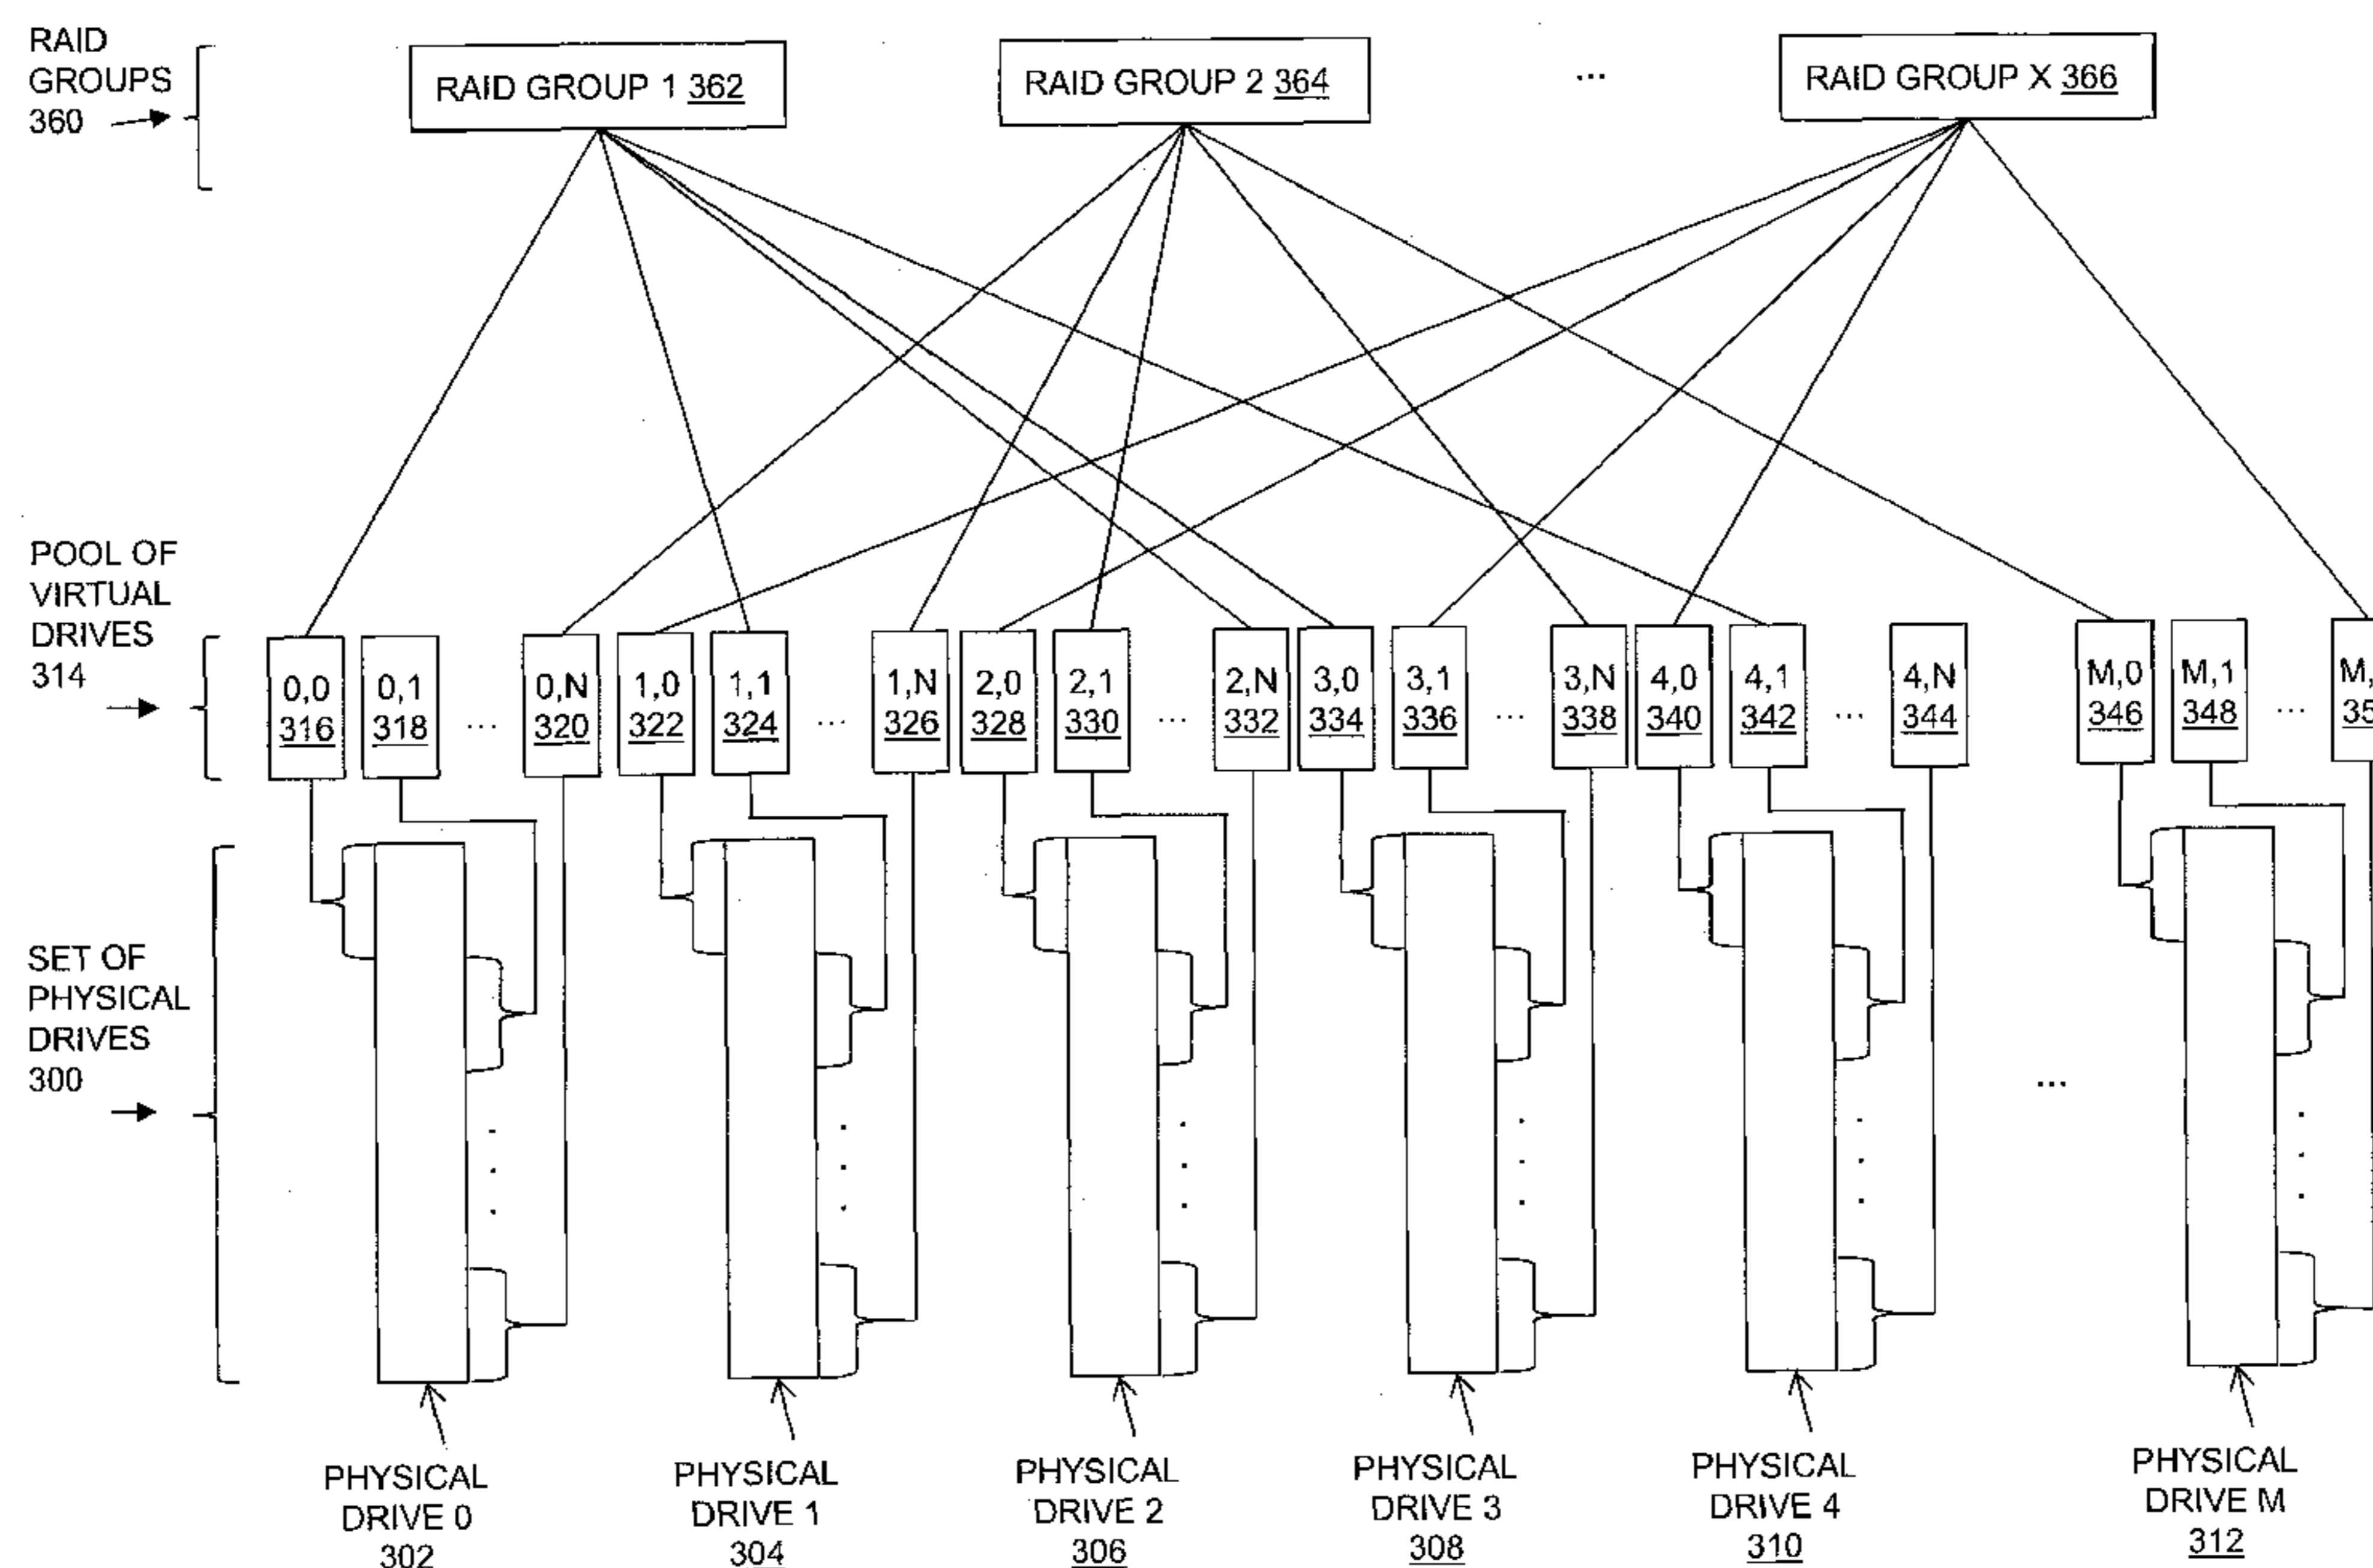 RAID
GROUPS
360
RAID GROUP 1 362
RAID GROUP 2 364
...
RAID GROUP X 366
POOL OF
VIRTUAL
DRIVES
314
0,0
316
0,1
318
...
0,N
320
1,0
322
1,1
324
...
1,N
326
2,0
328
2,1
330
...
2,N
332
3,0
334
3,1
336
...
3,N
338
4,0
340
4,1
342
...
4,N
344
M,0
346
M,1
348
...
SET OF
PHYSICAL
DRIVES
300
...
PHYSICAL
DRIVE 0
302
PHYSICAL
DRIVE 1
304
PHYSICAL
DRIVE 2
306
PHYSICAL
DRIVE 3
308
PHYSICAL
DRIVE 4
310
PHYSICAL
DRIVE M
312